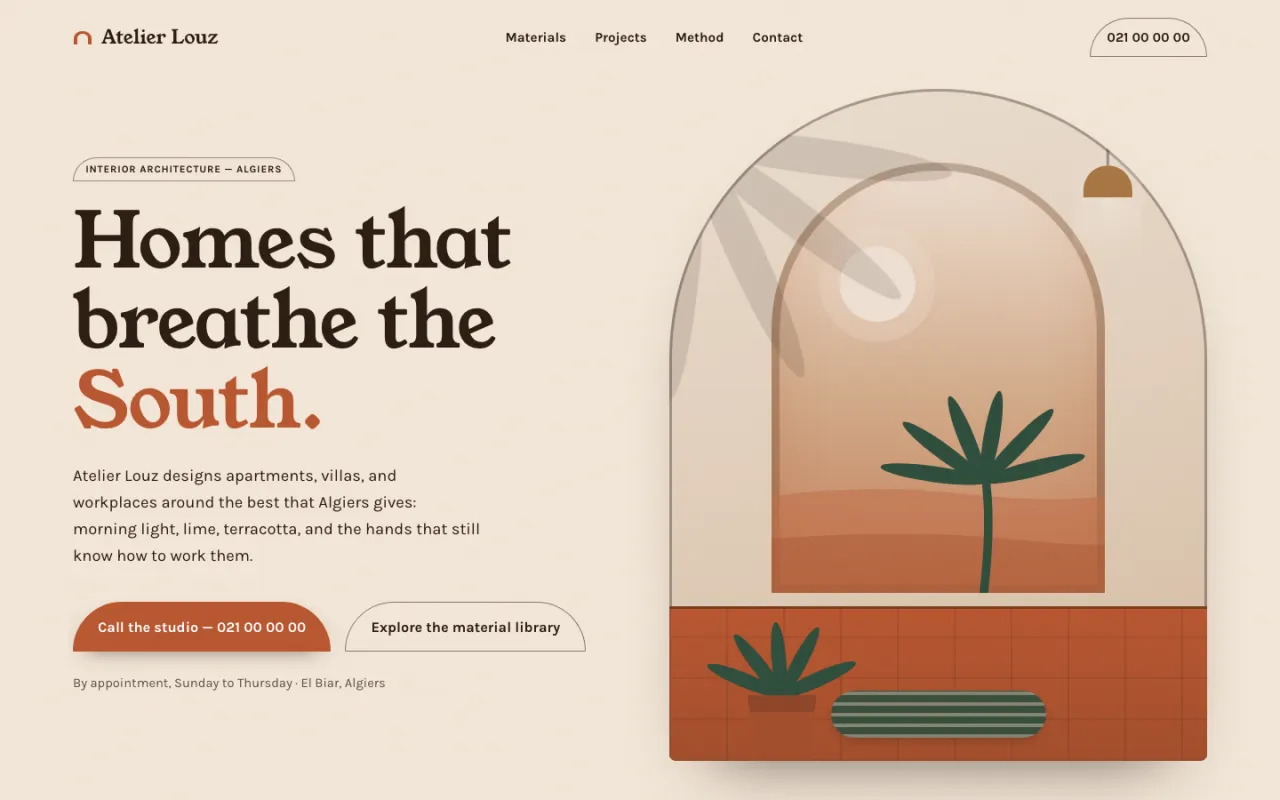 Atelier Louz
Materials
Projects
Method
Contact
021 00 00 00
INTERIOR ARCHITECTURE — ALGIERS
Homes that
breathe the
South.
Atelier Louz designs apartments, villas, and
workplaces around the best that Algiers gives:
morning light, lime, terracotta, and the hands that still
know how to work them.
Call the studio — 021 00 00 00
Explore the material library
By appointment, Sunday to Thursday · El Biar, Algiers